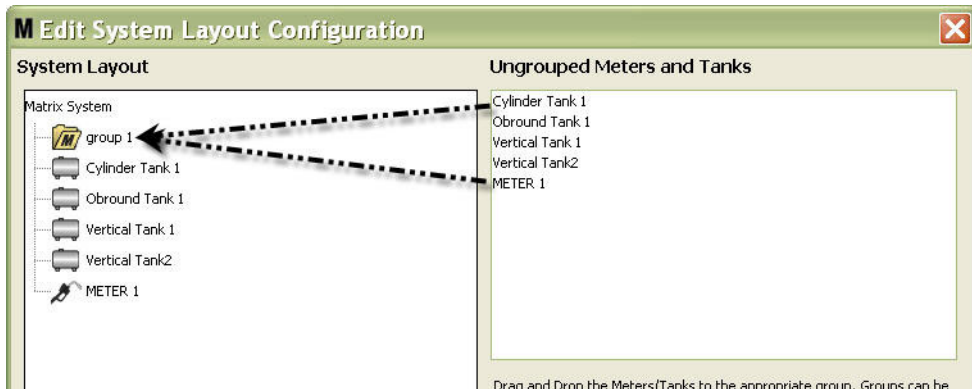 M Edit System Layout Configuration
System Layout
Matrix System
M group 1
Cylinder Tank 1
Obround Tank 1
Vertical Tank 1
Vertical Tank2
METER 1
Ungrouped Meters and Tanks
Cylinder Tank 1
Obround Tank 1
Vertical Tank 1
Vertical Tank2
METER 1
Drag and Drop the Meters/Tanks to the appropriate group. Groups can be